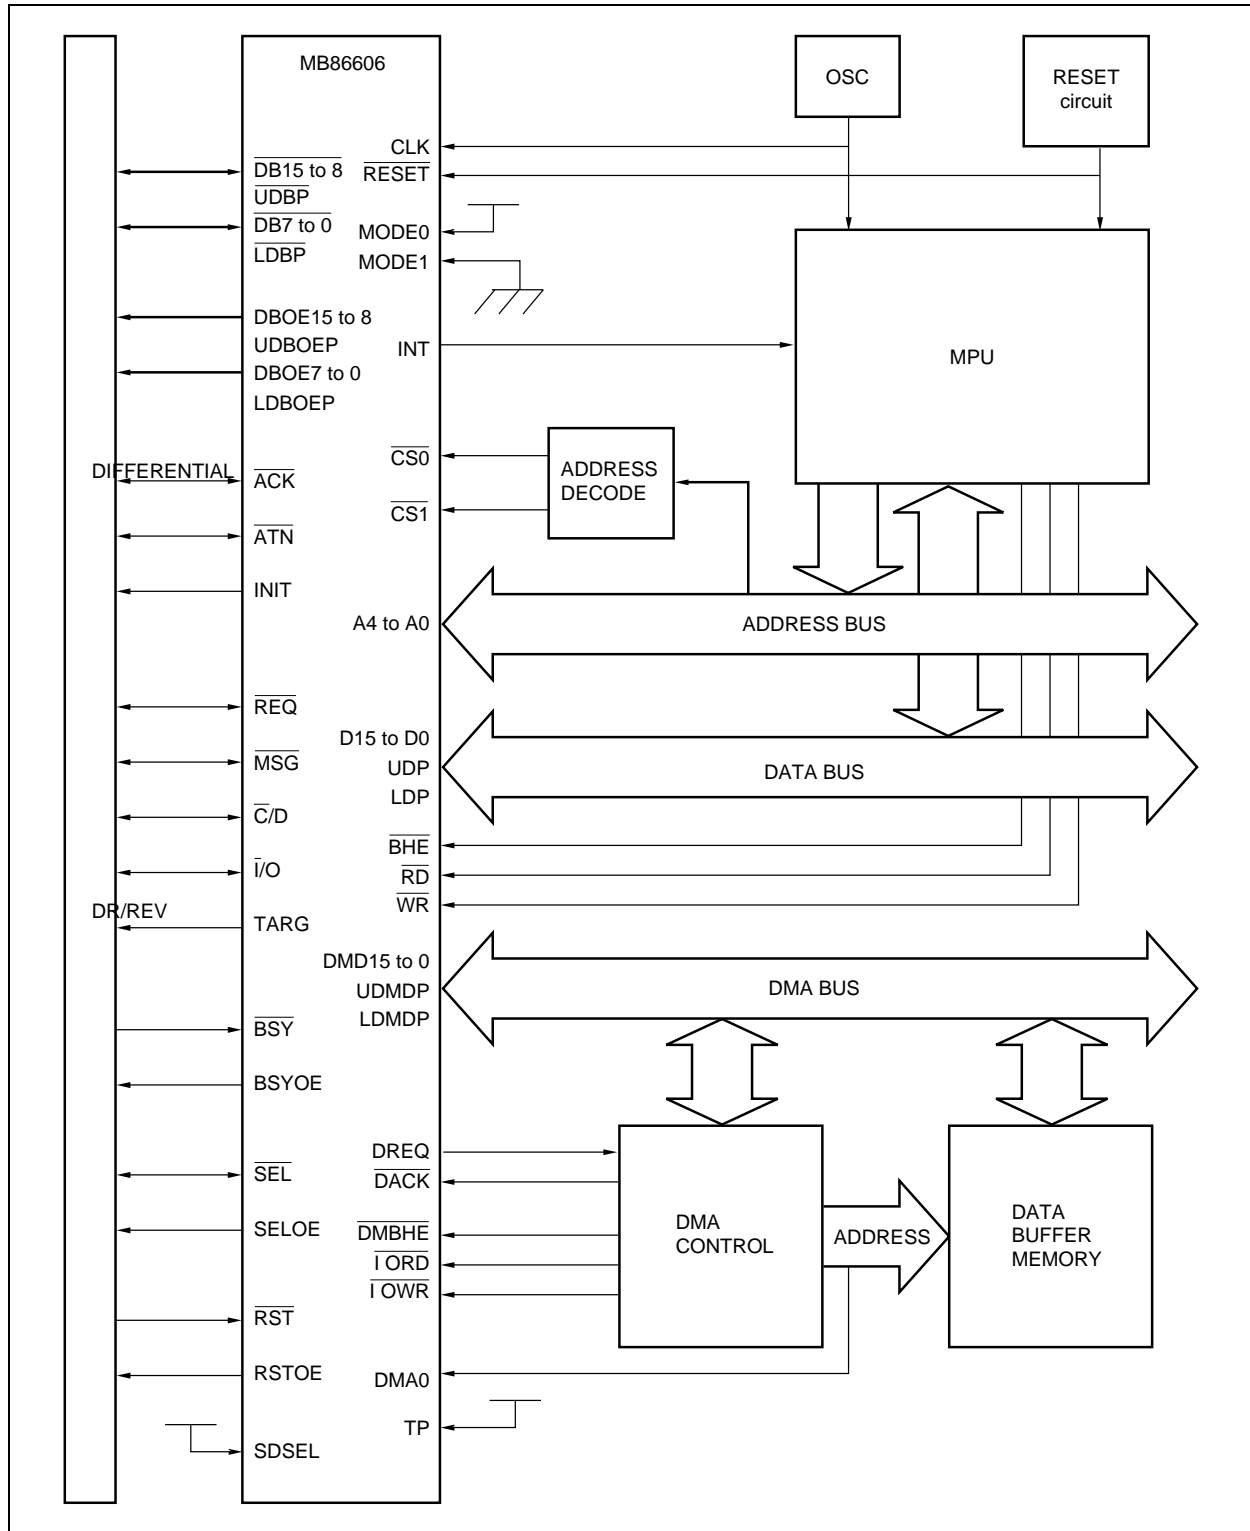 MB86606
OSC
RESET
circuit
CLK
RESET
DB15 to 8
UDBP
DB7 to 0
LDBP
MODE0
MODE1
DBOE15 to 8
UDBOEP
DBOE7 to 0
LDBOEP
INT
MPU
CS0
CS1
ADDRESS
DECODE
DIFFERENTIAL
ACK
ATN
INIT
A4 to A0
ADDRESS BUS
REQ
MSG
C/D
I/O
D15 to D0
UDP
LDP
DATA BUS
BHE
RD
WR
DR/REV
TARG
DMD15 to 0
UDMDP
LDMDP
DMA BUS
BSY
BSYOE
SEL
SELOE
DREQ
DACK
DMBHE
I ORD
I OWR
DMA
CONTROL
ADDRESS
DATA
BUFFER
MEMORY
RST
RSTOE
DMA0
TP
SDSEL